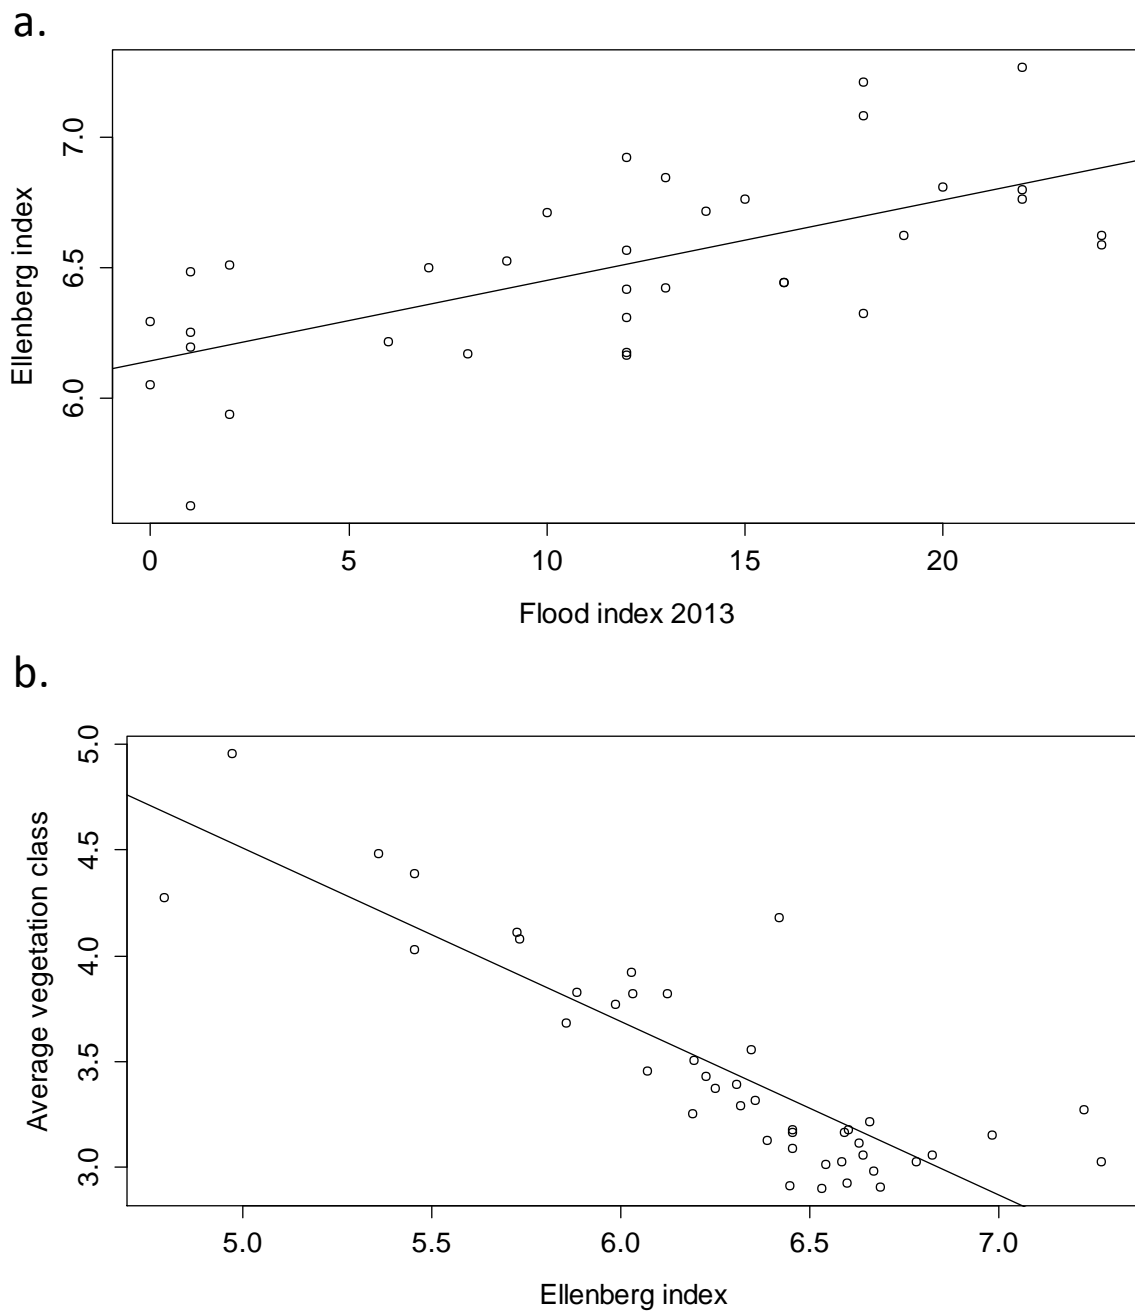 a.
Ellenberg index
7.0
6.5
6.0
0 5 10 15 20
Flood index 2013
b.
Average vegetation class
5.0
4.5
4.0
3.5
3.0
5.0 5.5 6.0 6.5 7.0
Ellenberg index